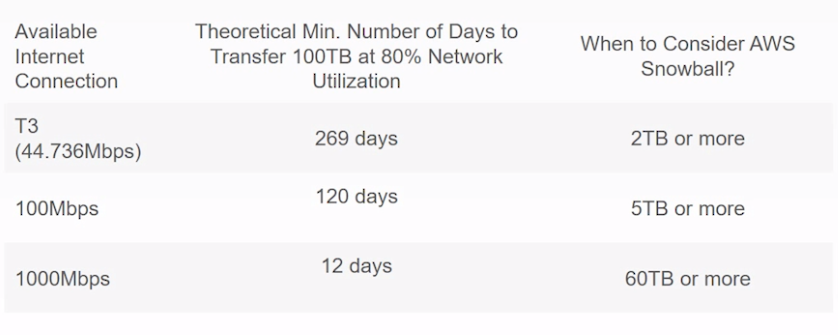 Available
Internet
Connection
Theoretical Min. Number of Days to
Transfer 100TB at 80% Network
Utilization
When to Consider AWS
Snowball?
T3
(44.736Mbps)
269 days
2TB or more
100Mbps
120 days
5TB or more
1000Mbps
12 days
60TB or more